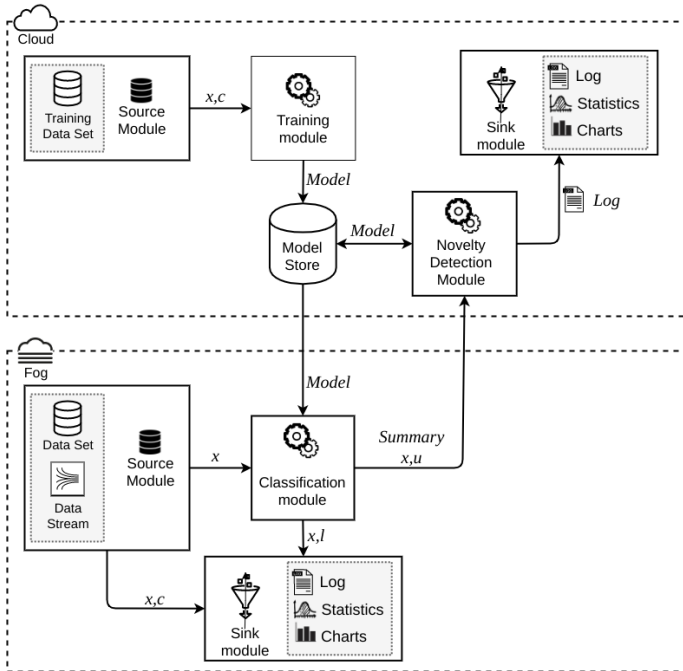 Cloud
Training
Data Set
Source
Module
x,c
Training
module
Sink
module
Log
Statistics
Charts
Model
Log
Model
Store
Model
Novelty
Detection
Module
Fog
Model
Data Set
Data
Stream
Source
Module
x
Classification
module
Summary
x,u
x,l
x,c
Sink
module
Log
Statistics
Charts